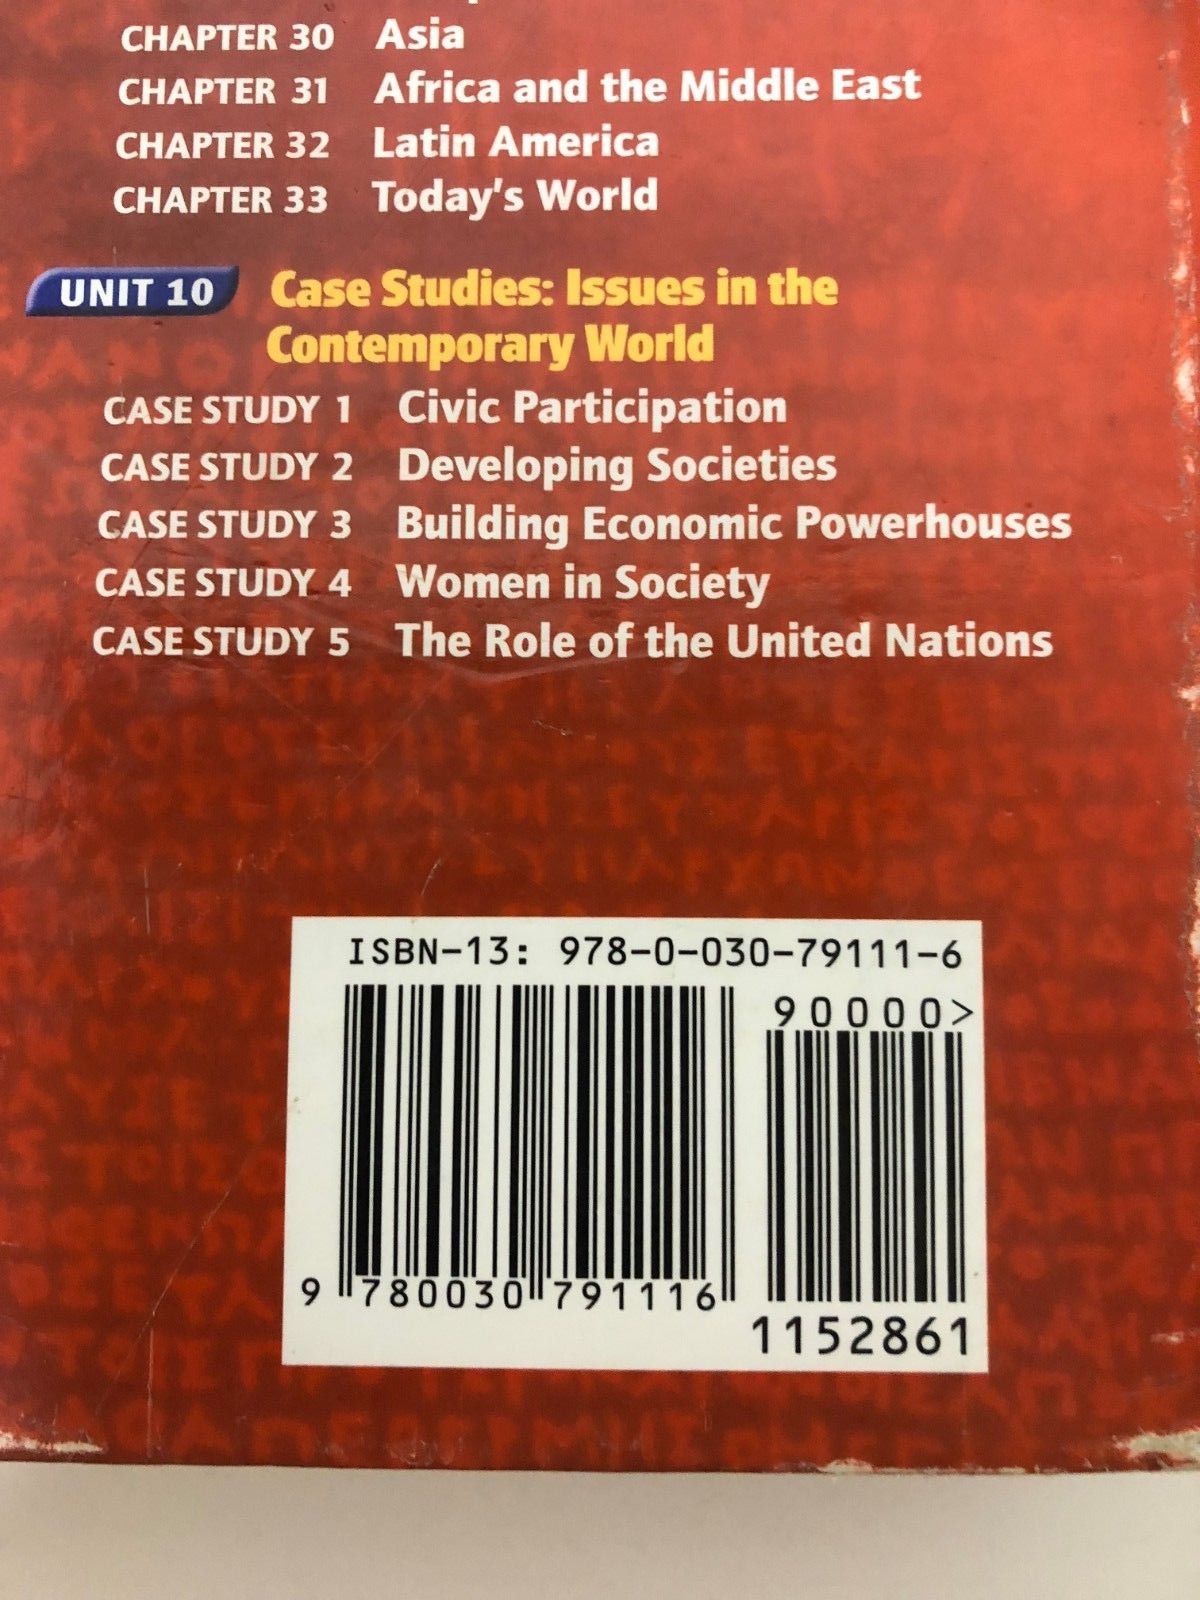 CHAPTER 30 Asia
CHAPTER 31 Africa and the Middle East
CHAPTER 32 Latin America
CHAPTER 33 Today's World
UNIT 10 Case Studies: Issues in the
Contemporary World
CASE STUDY 1 Civic Participation
CASE STUDY 2 Developing Societies
CASE STUDY 3 Building Economic Powerhouses
CASE STUDY 4 Women in Society
CASE STUDY 5 The Role of the United Nations
ISBN-13: 978-0-030-79111-6
90000>
9 780030 791116
1152861